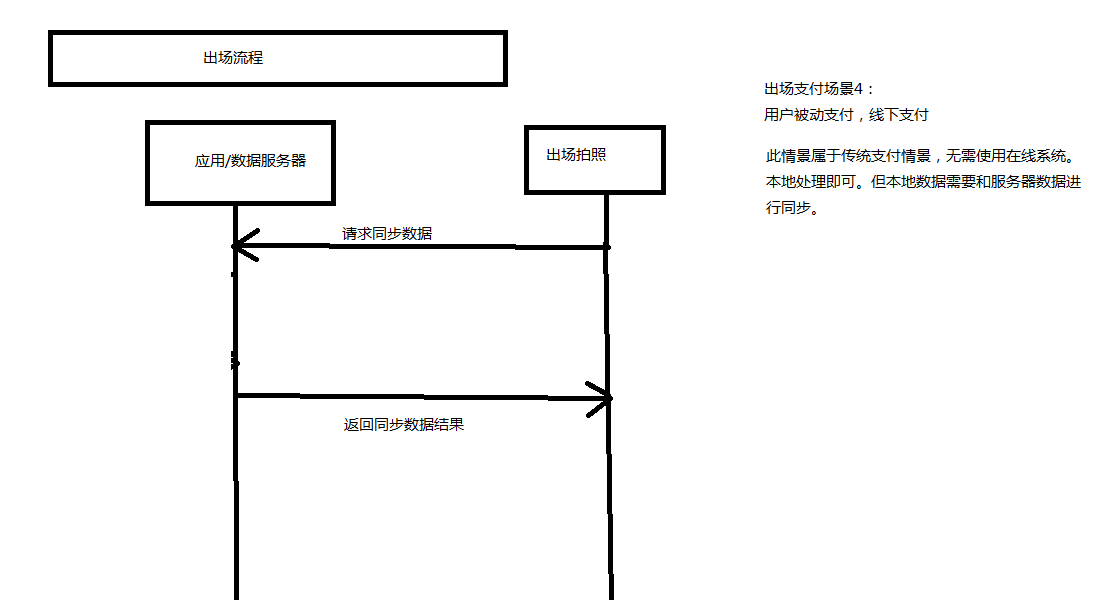 出场流程
应用/数据服务器
出场拍照
请求同步数据
返回同步数据结果
出场支付场景4：
用户被动支付，线下支付
此情景属于传统支付情景，无需使用在线系统。
本地处理即可。但本地数据需要和服务器数据进
行同步。